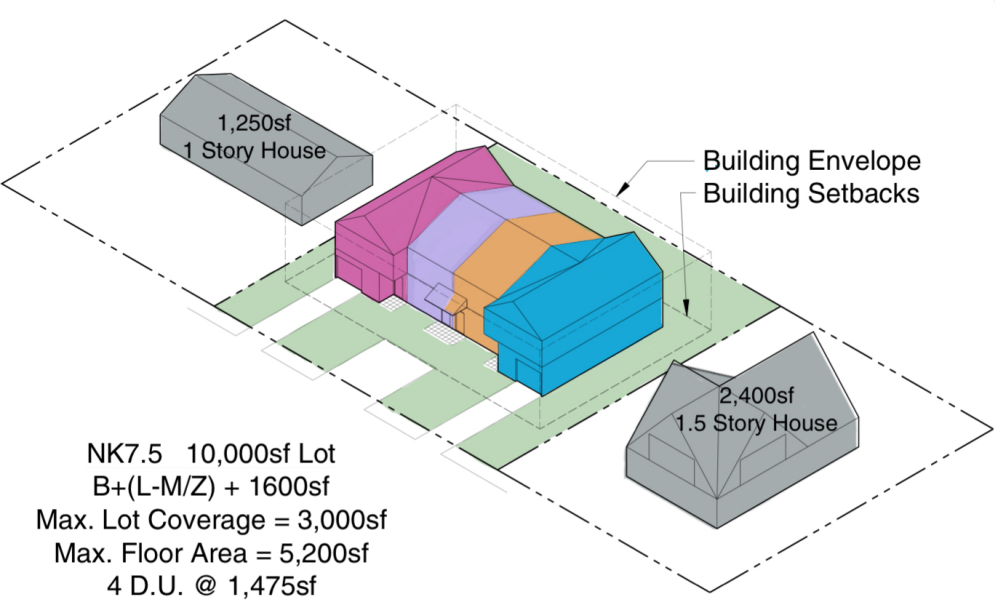 1,250sf
1 Story House
Building Envelope
Building Setbacks
2,400sf
1.5 Story House
NK7.5 10,000sf Lot
B+(L-M/Z) + 1600sf
Max. Lot Coverage = 3,000sf
Max. Floor Area = 5,200sf
4 D.U. @ 1,475sf